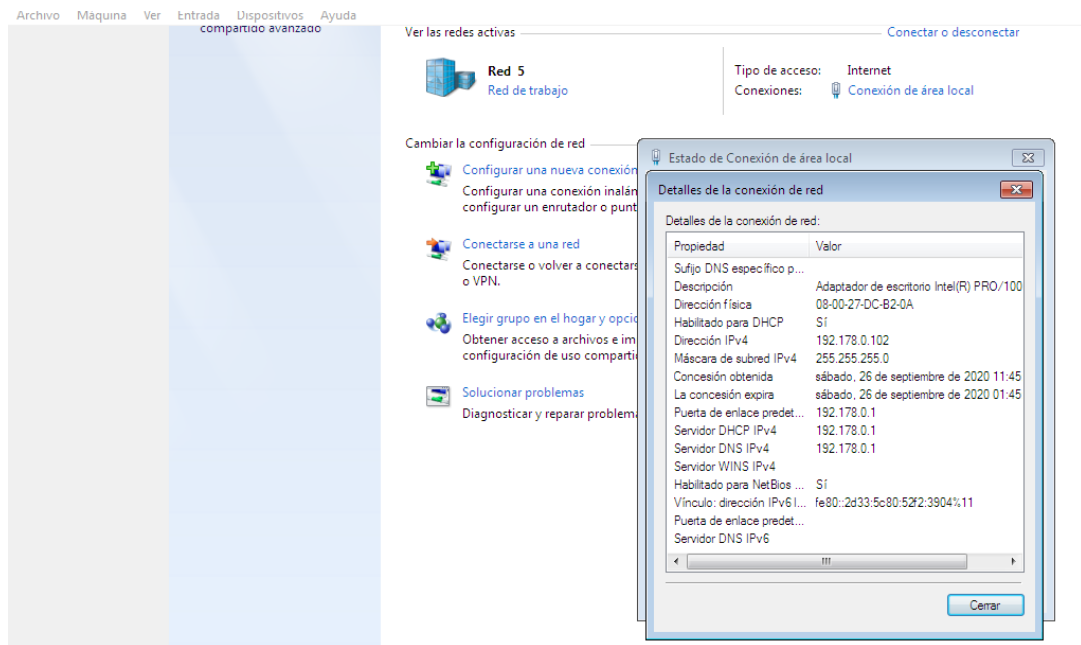 Archivo Máquina Ver Entrada Dispositivos Ayuda
compartido avanzado
Ver las redes activas
Conectar o desconectar
Red 5
Red de trabajo
Tipo de acceso: Internet
Conexiones: Conexión de área local
Cambiar la configuración de red
Configurar una nueva conexión
Configurar una conexión inalám
configurar un enrutador o punt
Conectarse a una red
Conectarse o volver a conectars
o VPN.
Elegir grupo en el hogar y opcio
Obtener acceso a archivos e im
configuración de uso comparti
Solucionar problemas
Diagnosticar y reparar problema
Estado de Conexión de área local
Detalles de la conexión de red
Detalles de la conexión de red:
Propiedad Valor
Sufijo DNS específico p...
Descripción Adaptador de escritorio Intel(R) PRO/100
Dirección física 08-00-27-DC-B2-0A
Habilitado para DHCP Sí
Dirección IPv4 192.178.0.102
Máscara de subred IPv4 255.255.255.0
Concesión obtenida sábado, 26 de septiembre de 2020 11:45
La concesión expira sábado, 26 de septiembre de 2020 01:45
Puerta de enlace predet... 192.178.0.1
Servidor DHCP IPv4 192.178.0.1
Servidor DNS IPv4 192.178.0.1
Servidor WINS IPv4
Habilitado para NetBios ... Sí
Vínculo: dirección IPv6 l... fe80::2d33:5c80:52f2:3904%11
Puerta de enlace predet...
Servidor DNS IPv6
Cerrar